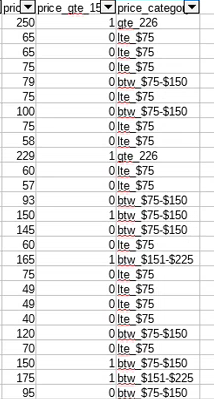 pric price_gte_15 price_categor
250 1 gte_226
65 0 lte_$75
65 0 lte_$75
75 0 lte_$75
79 0 btw_$75-$150
75 0 lte_$75
100 0 btw_$75-$150
75 0 lte_$75
58 0 lte_$75
229 1 gte_226
60 0 lte_$75
57 0 lte_$75
93 0 btw_$75-$150
150 1 btw_$75-$150
145 0 btw_$75-$150
60 0 lte_$75
165 1 btw_$151-$225
75 0 lte_$75
49 0 lte_$75
49 0 lte_$75
40 0 lte_$75
120 0 btw_$75-$150
70 0 lte_$75
150 1 btw_$75-$150
175 1 btw_$151-$225
95 0 btw_$75-$150